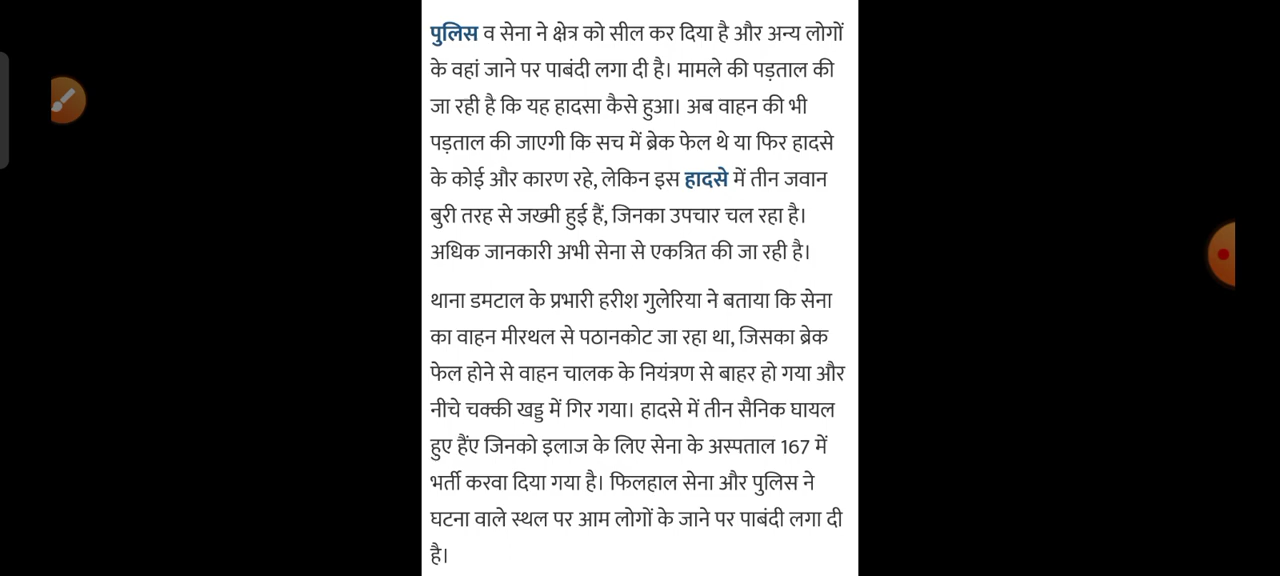 पुलिस व सेना ने क्षेत्र को सील कर दिया है और अन्य लोगों
के वहां जाने पर पाबंदी लगा दी है। मामले की पड़ताल की
जा रही है कि यह हादसा कैसे हुआ। अब वाहन की भी
पड़ताल की जाएगी कि सच में ब्रेक फेल थे या फिर हादसे
के कोई और कारण रहे, लेकिन इस हादसे में तीन जवान
बुरी तरह से जख्मी हुई हैं, जिनका उपचार चल रहा है।
अधिक जानकारी अभी सेना से एकत्रित की जा रही है।
थाना डमटाल के प्रभारी हरीश गुलेरिया ने बताया कि सेना
का वाहन मीरथल से पठानकोट जा रहा था, जिसका ब्रेक
फेल होने से वाहन चालक के नियंत्रण से बाहर हो गया और
नीचे चक्की खड्ड में गिर गया। हादसे में तीन सैनिक घायल
हुए हैंए जिनको इलाज के लिए सेना के अस्पताल 167 में
भर्ती करवा दिया गया है। फिलहाल सेना और पुलिस ने
घटना वाले स्थल पर आम लोगों के जाने पर पाबंदी लगा दी
है।